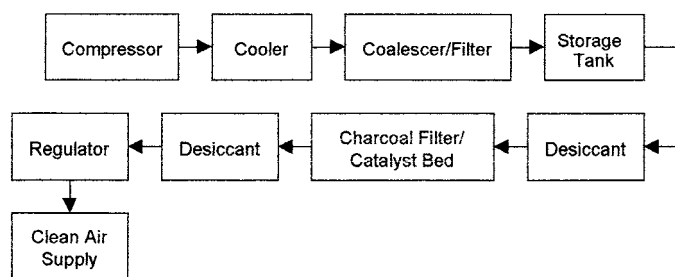 Compressor
Cooler
Coalescer/Filter
Storage
Tank
Desiccant
Charcoal Filter/
Catalyst Bed
Desiccant
Regulator
Clean Air
Supply